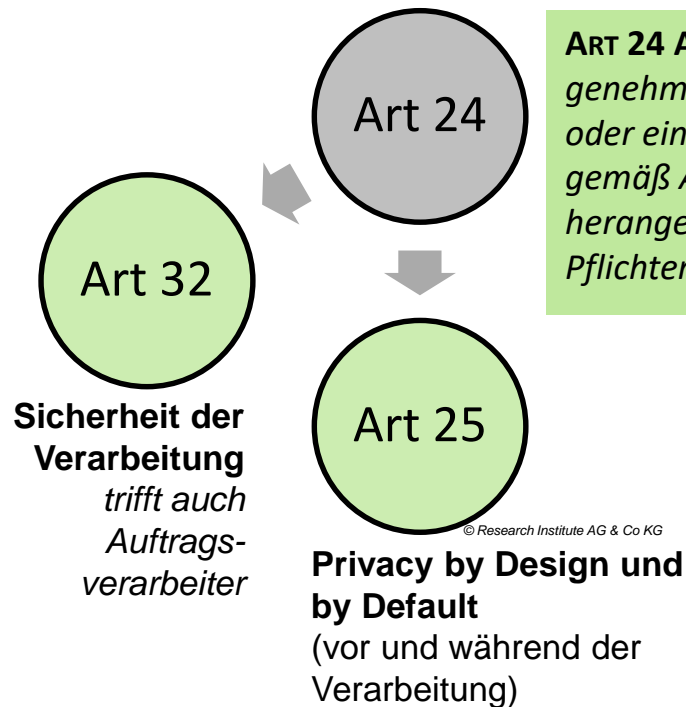 Art 24
ART 24 A
genehm
oder ein
gemäß A
herange
Pflichten
Art 32
Sicherheit der
Verarbeitung
trifft auch
Auftrags-
verarbeiter
Art 25
© Research Institute AG & Co KG
Privacy by Design und
by Default
(vor und während der
Verarbeitung)